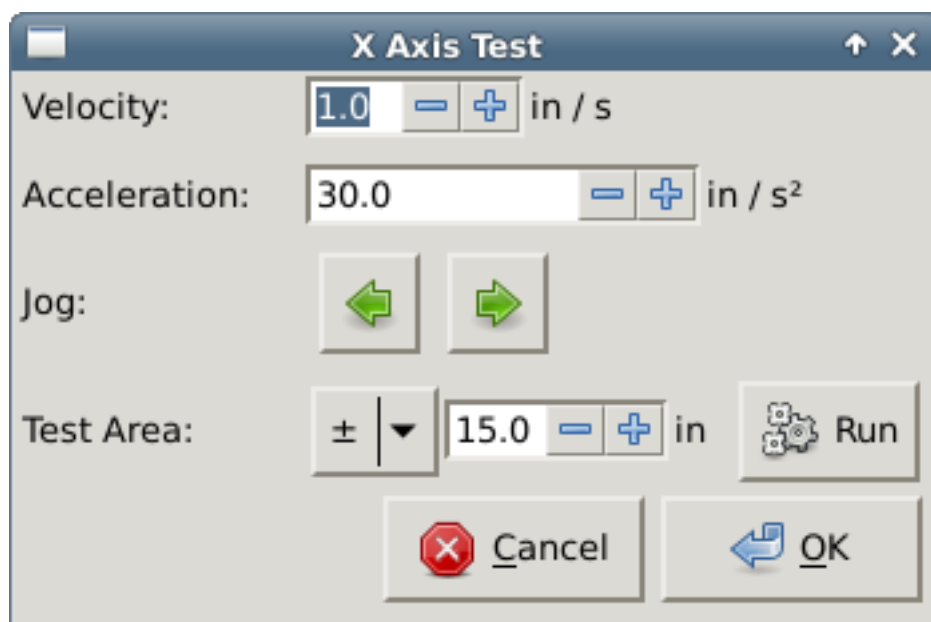 X Axis Test
Velocity: 1.0 in / s
Acceleration: 30.0 in / s²
Jog:
Test Area: ± 15.0 in Run
Cancel OK